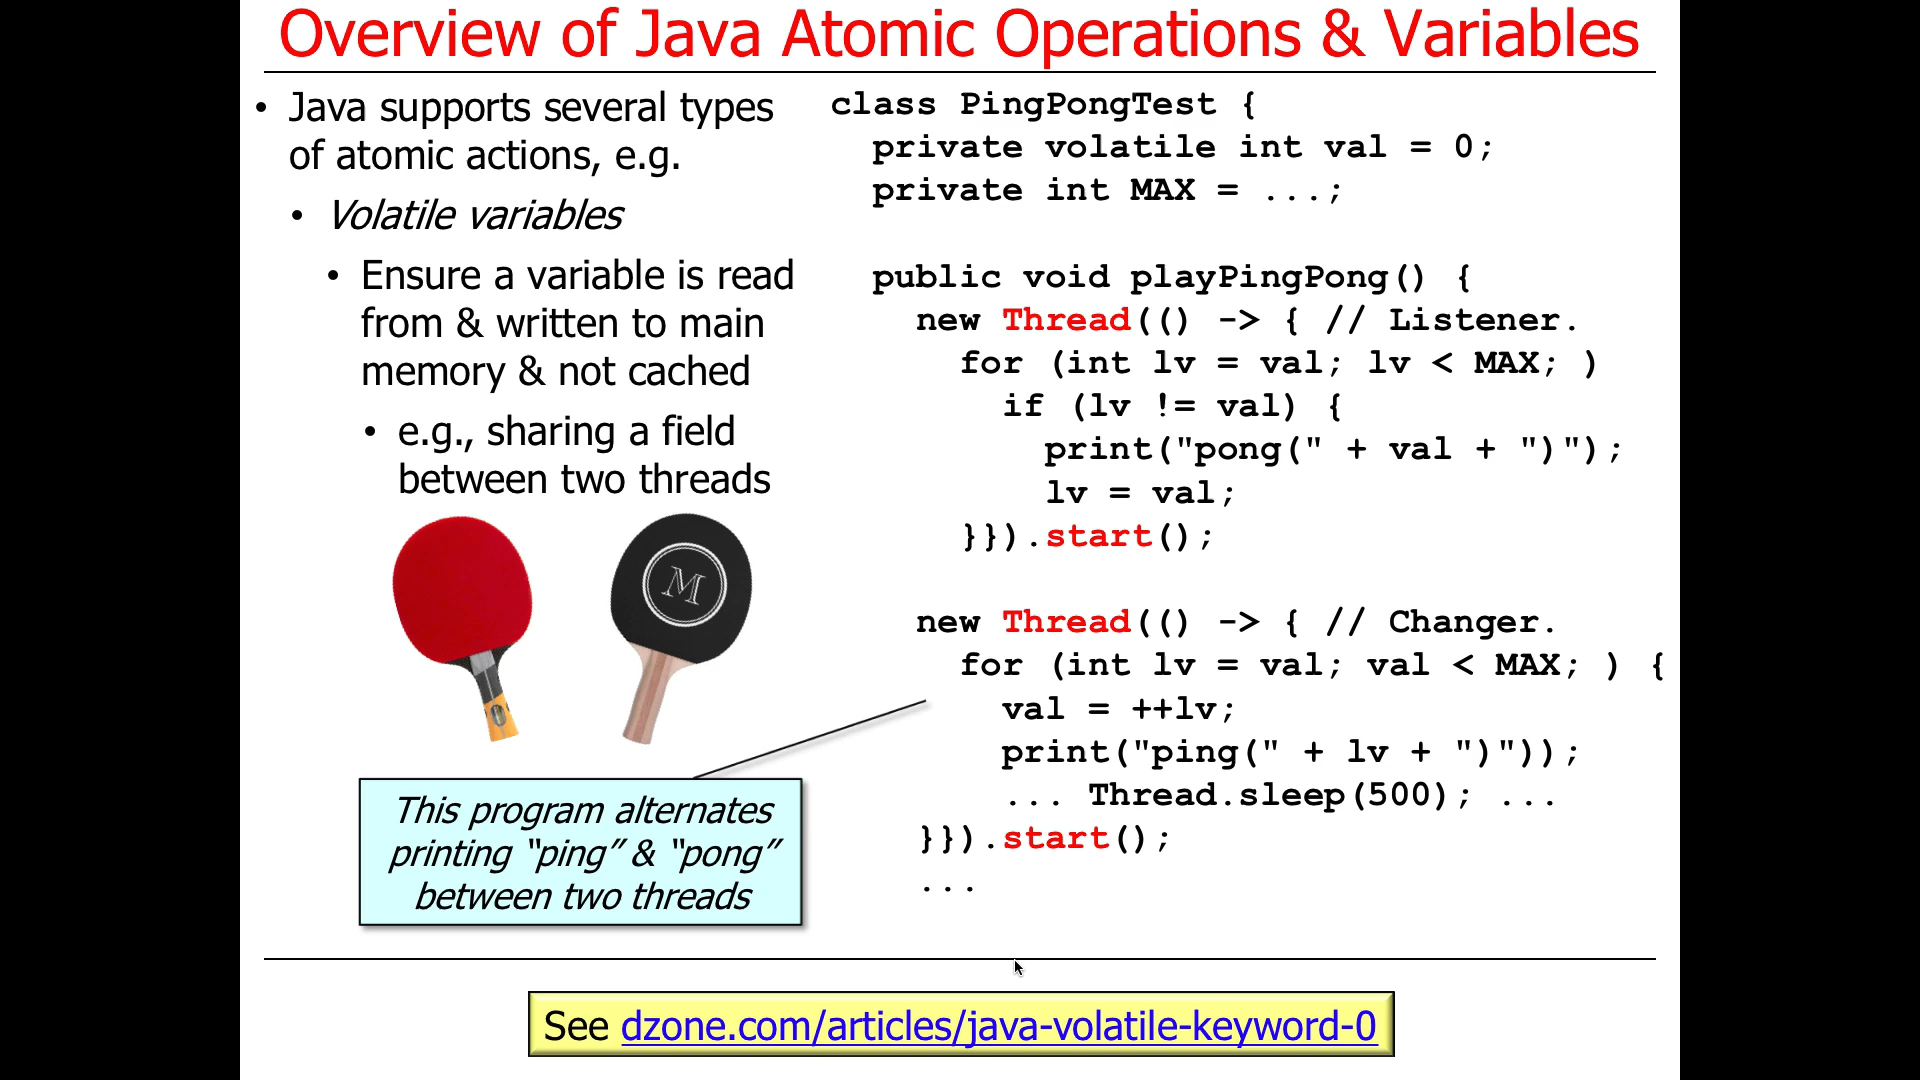 Overview of Java Atomic Operations & Variables
• Java supports several types
of atomic actions, e.g.
• Volatile variables
• Ensure a variable is read
from & written to main
memory & not cached
• e.g., sharing a field
between two threads
M
This program alternates
printing “ping” & “pong”
between two threads
class PingPongTest {
private volatile int val = 0;
private int MAX = ...;
public void playPingPong() {
new Thread(() -> { // Listener.
for (int lv = val; lv < MAX; )
if (lv != val) {
print("pong(" + val + ")");
lv = val;
}}).start();
new Thread(() -> { // Changer.
for (int lv = val; val < MAX; ) {
val = ++lv;
print("ping(" + lv + ")"));
... Thread.sleep(500); ...
}}).start();
...
See dzone.com/articles/java-volatile-keyword-0